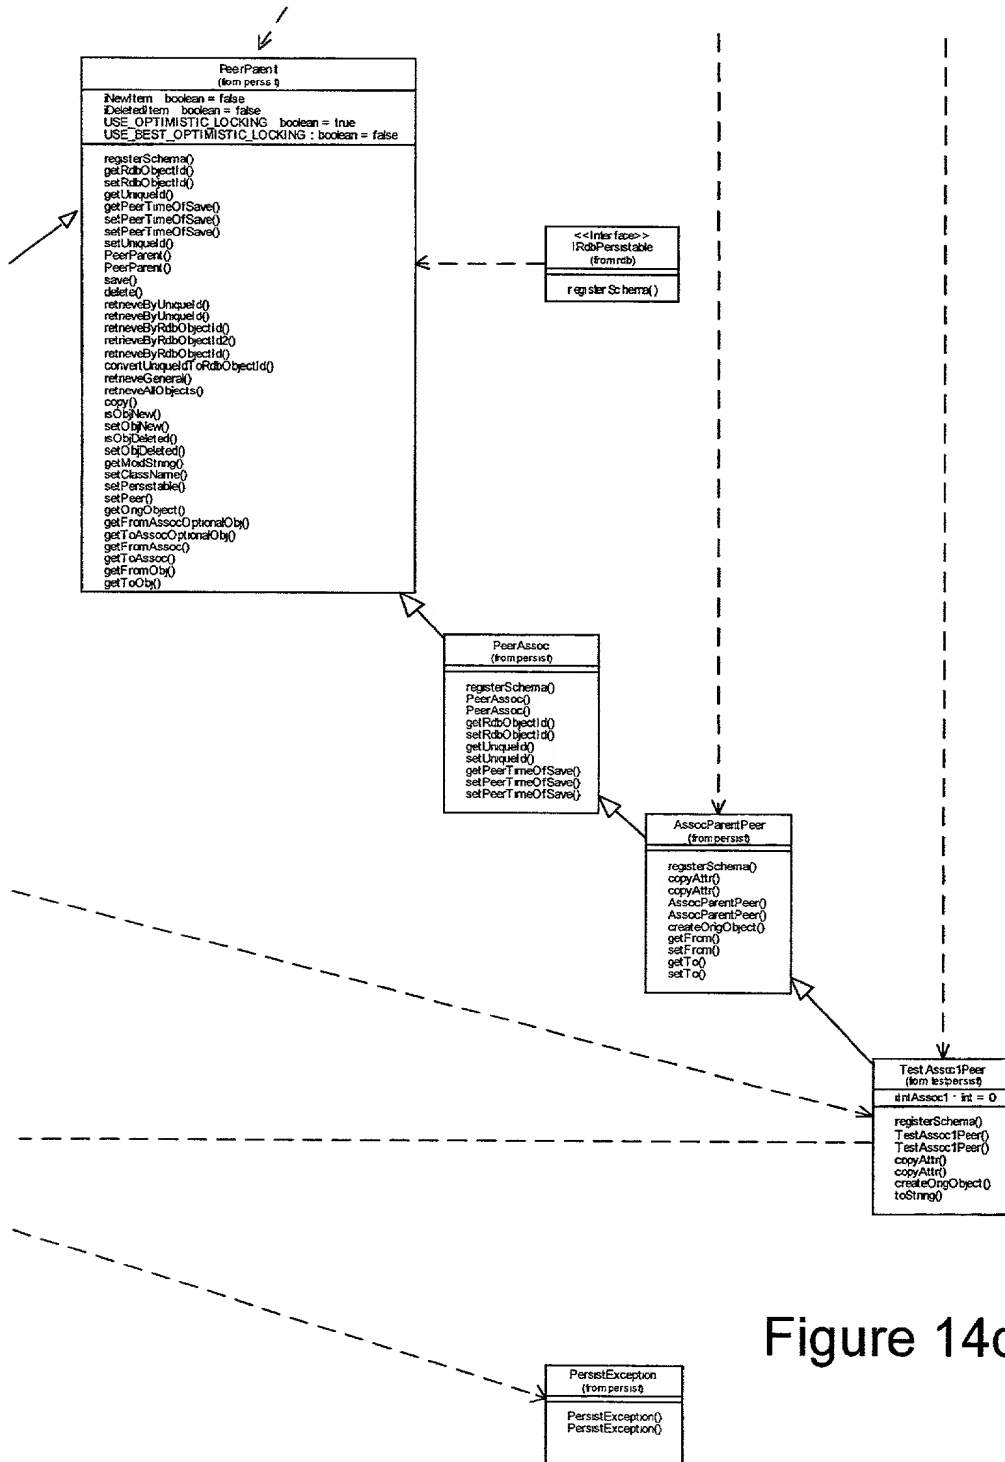 PeerParent
(from persist)
iNewItem boolean = false
iDeletedItem boolean = false
USE_OPTIMISTIC_LOCKING boolean = true
USE_BEST_OPTIMISTIC_LOCKING : boolean = false
registerSchema()
getRdbObjectId()
setRdbObjectId()
getUniqueId()
getPeerTimeOfSave()
setPeerTimeOfSave()
setPeerTimeOfSave()
setUniqueId()
PeerParent()
PeerParent()
save()
delete()
retrieveByUniqueId()
retrieveByUniqueId()
retrieveByRdbObjectId()
retrieveByRdbObjectId2()
retrieveByRdbObjectId()
convertUniqueIdToRdbObjectId()
retrieveGeneral()
retrieveAllObjects()
copy()
isObjNew()
setObjNew()
isObjDeleted()
setObjDeleted()
getModString()
setClassName()
setPersistable()
setPeer()
getOrigObject()
getFromAssocOptionalObj()
getToAssocOptionalObj()
getFromAssoc()
getToAssoc()
getFromObj()
getToObj()
<<Interface>>
IRdbPersistable
(from rdb)
registerSchema()
PeerAssoc
(from persist)
registerSchema()
PeerAssoc()
PeerAssoc()
getRdbObjectId()
setRdbObjectId()
getUniqueId()
setUniqueId()
getPeerTimeOfSave()
setPeerTimeOfSave()
setPeerTimeOfSave()
AssocParentPeer
(from persist)
registerSchema()
copyAttr()
copyAttr()
AssocParentPeer()
AssocParentPeer()
createOrigObject()
getFrom()
setFrom()
getTo()
setTo()
TestAssoc1Peer
(from testpersist)
iIntAssoc1 : int = 0
registerSchema()
TestAssoc1Peer()
TestAssoc1Peer()
copyAttr()
copyAttr()
createOrigObject()
toString()
Figure 14c
PersistException
(from persist)
PersistException()
PersistException()